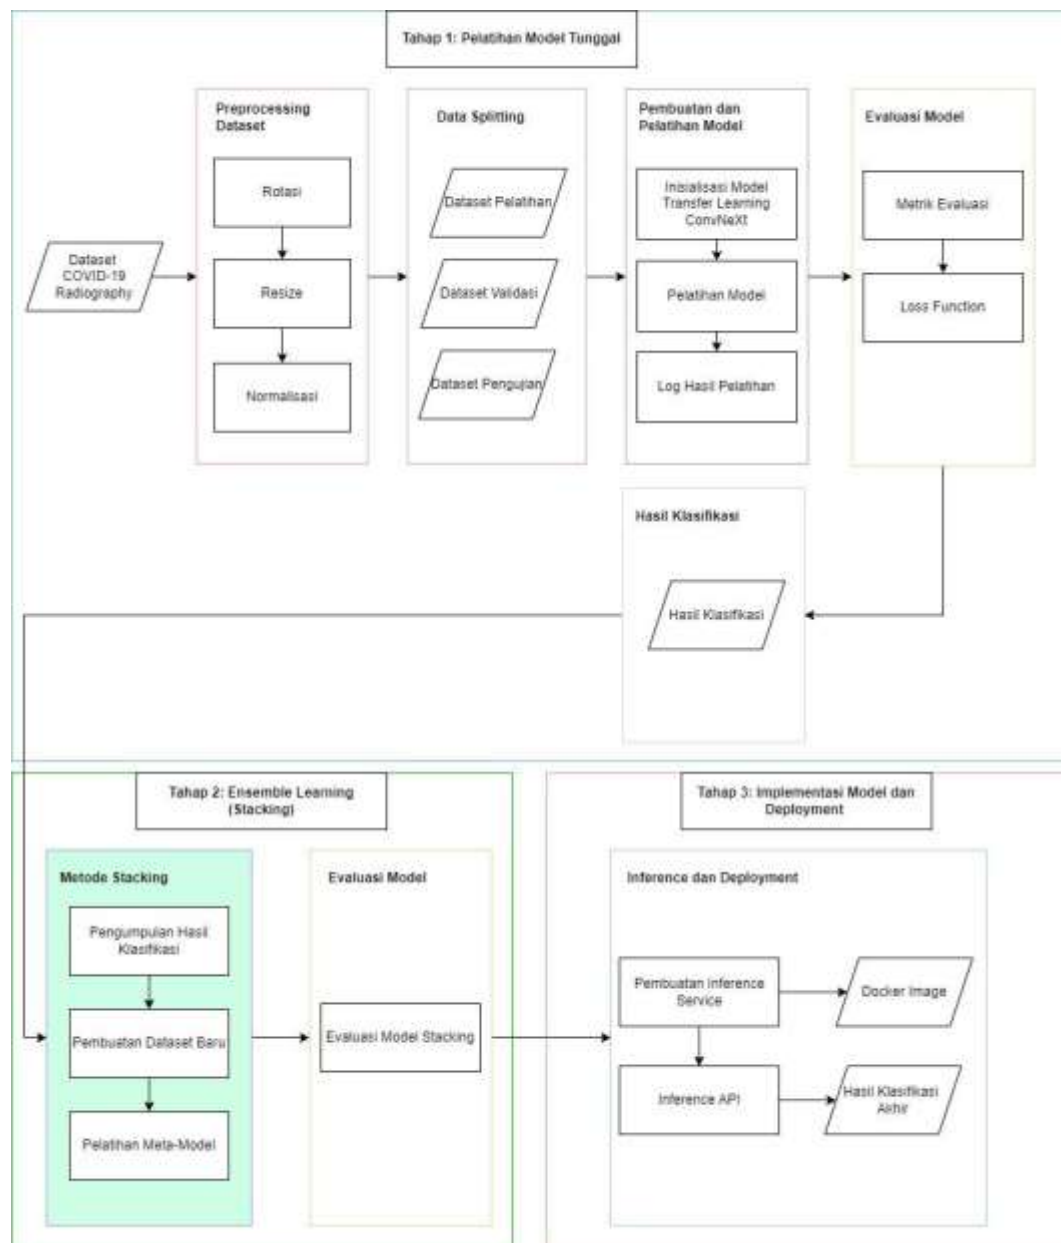 Tahap 1: Pelatihan Model Tunggal
Preprocessing
Dataset
Data Splitting
Pembuatan dan
Pelatihan Model
Evaluasi Model
Rotasi
Dataset Pelatihan
Inisialisasi Model
Transfer Learning
ConvNeXt
Metrik Evaluasi
Dataset
COVID-19
Radiography
Resize
Dataset Validasi
Pelatihan Model
Loss Function
Normalisasi
Dataset Pengujian
Log Hasil Pelatihan
Hasil Klasifikasi
Hasil Klasifikasi
Tahap 2: Ensemble Learning
(Stacking)
Tahap 3: Implementasi Model dan
Deployment
Metode Stacking
Evaluasi Model
Inference dan Deployment
Pengumpulan Hasil
Klasifikasi
Pembuatan Inference
Service
Docker Image
Pembuatan Dataset Baru
Evaluasi Model Stacking
Inference API
Hasil Klasifikasi
Akhir
Pelatihan Meta-Model